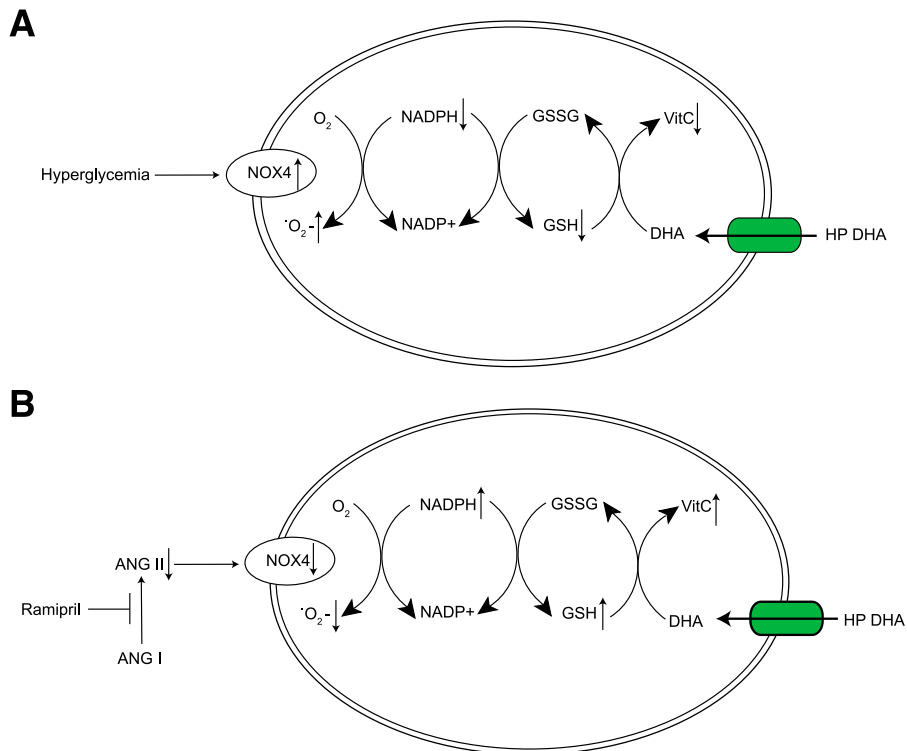 A
O2
NADPH
GSSG
VitC
Hyperglycemia
NOX4
·O2-
NADP+
GSH
DHA
HP DHA
B
O2
NADPH
GSSG
VitC
ANG II
NOX4
Ramipril
·O2-
NADP+
GSH
DHA
HP DHA
ANG I